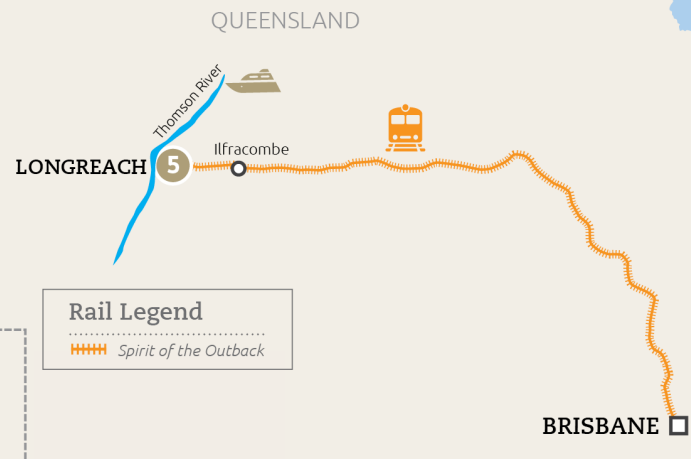 QUEENSLAND
Thomson River
Ilfracombe
LONGREACH
5
Rail Legend
Spirit of the Outback
BRISBANE